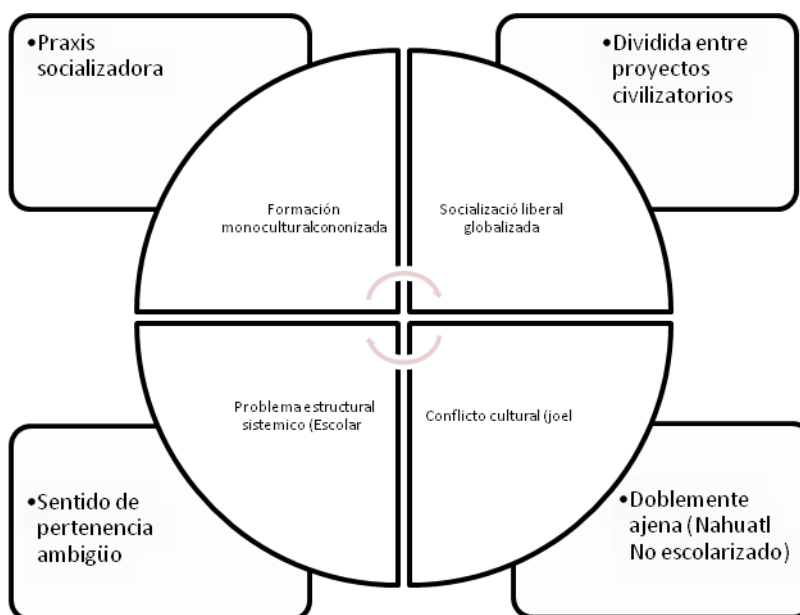 •Praxis
socializadora
•Dividida entre
proyectos
civilizatorios
Formación
monoculturalcononizada
Socializació liberal
globalizada
Problema estructural
sistemico (Escolar
Conflicto cultural (joel
•Sentido de
pertenencia
ambigüo
•Doblemente
ajena (Nahuatl
No escolarizado)